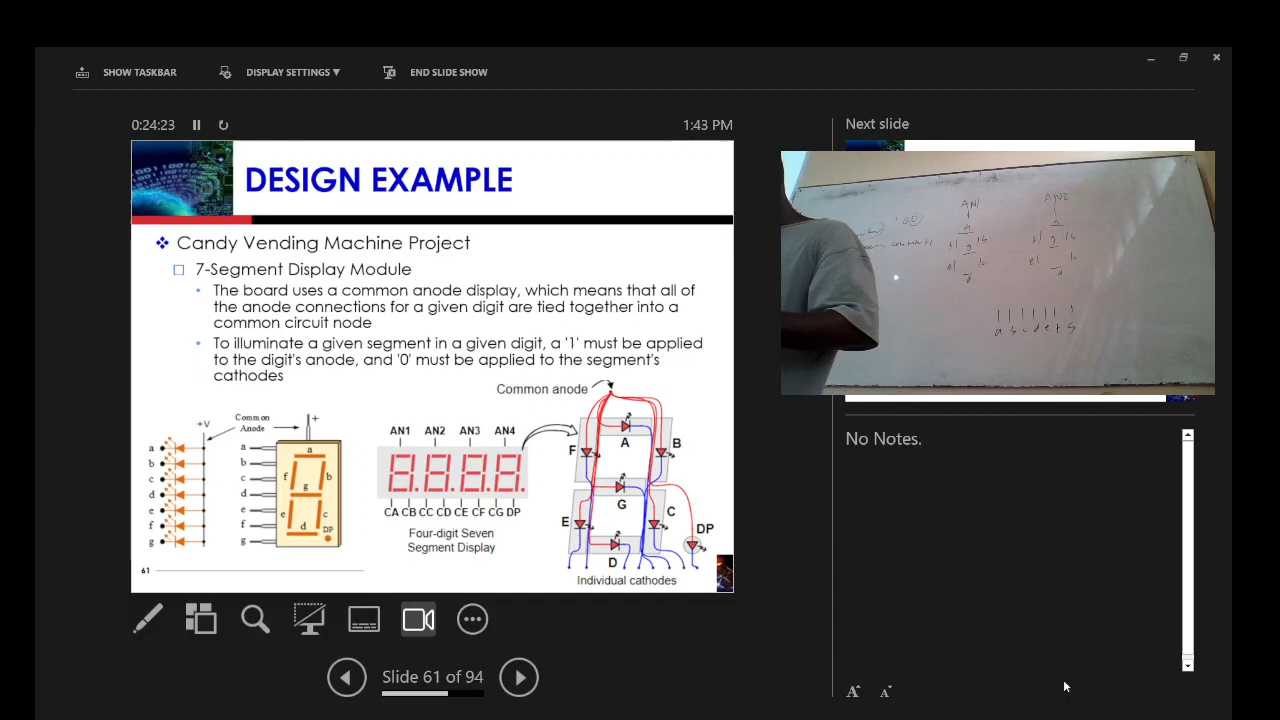 SHOW TASKBAR
DISPLAY SETTINGS ▼
END SLIDE SHOW
0:24:23
1:43 PM
DESIGN EXAMPLE
❖ Candy Vending Machine Project
□ 7-Segment Display Module
• The board uses a common anode display, which means that all of
the anode connections for a given digit are tied together into a
common circuit node
• To illuminate a given segment in a given digit, a '1' must be applied
to the digit's anode, and '0' must be applied to the segment's
cathodes
+V
Common
Anode
+
a
b
c
d
e
f
g
a
b
c
d
e
f
g
a
f
b
g
e
c
d
DP
AN1 AN2 AN3 AN4
CA CB CC CD CE CF CG DP
Four-digit Seven
Segment Display
Common anode
A
F
B
G
E
C
D
DP
Individual cathodes
61
Slide 61 of 94
Next slide
AN1
AN2
a
g
d
a
g
d
a b c d e f g
No Notes.
A A